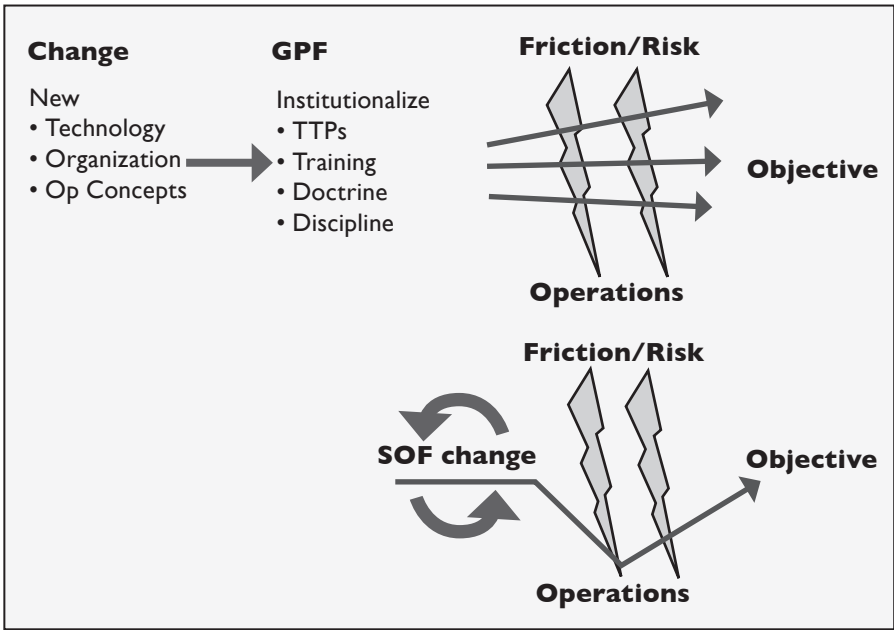 Change
New
• Technology
• Organization
• Op Concepts
GPF
Institutionalize
• TTPs
• Training
• Doctrine
• Discipline
Friction/Risk
Objective
Operations
Friction/Risk
SOF change
Objective
Operations